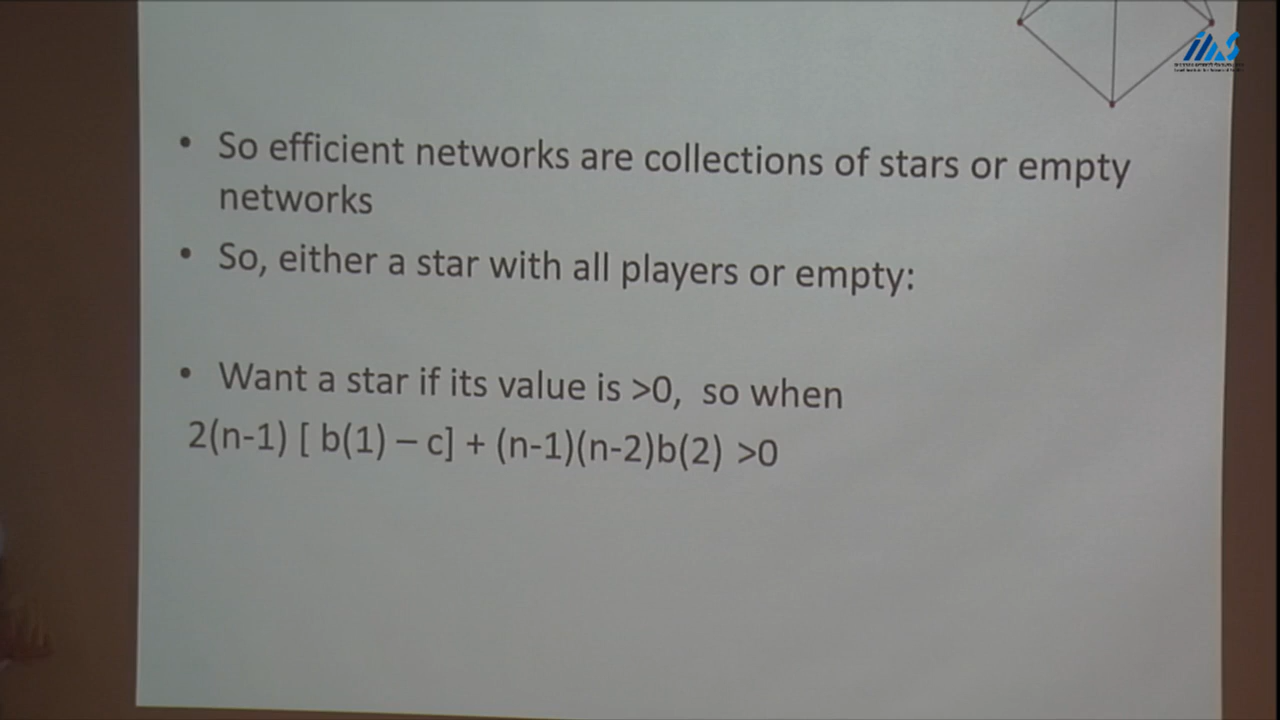 • So efficient networks are collections of stars or empty
networks
• So, either a star with all players or empty:
• Want a star if its value is >0, so when
2(n-1) [ b(1) – c] + (n-1)(n-2)b(2) >0